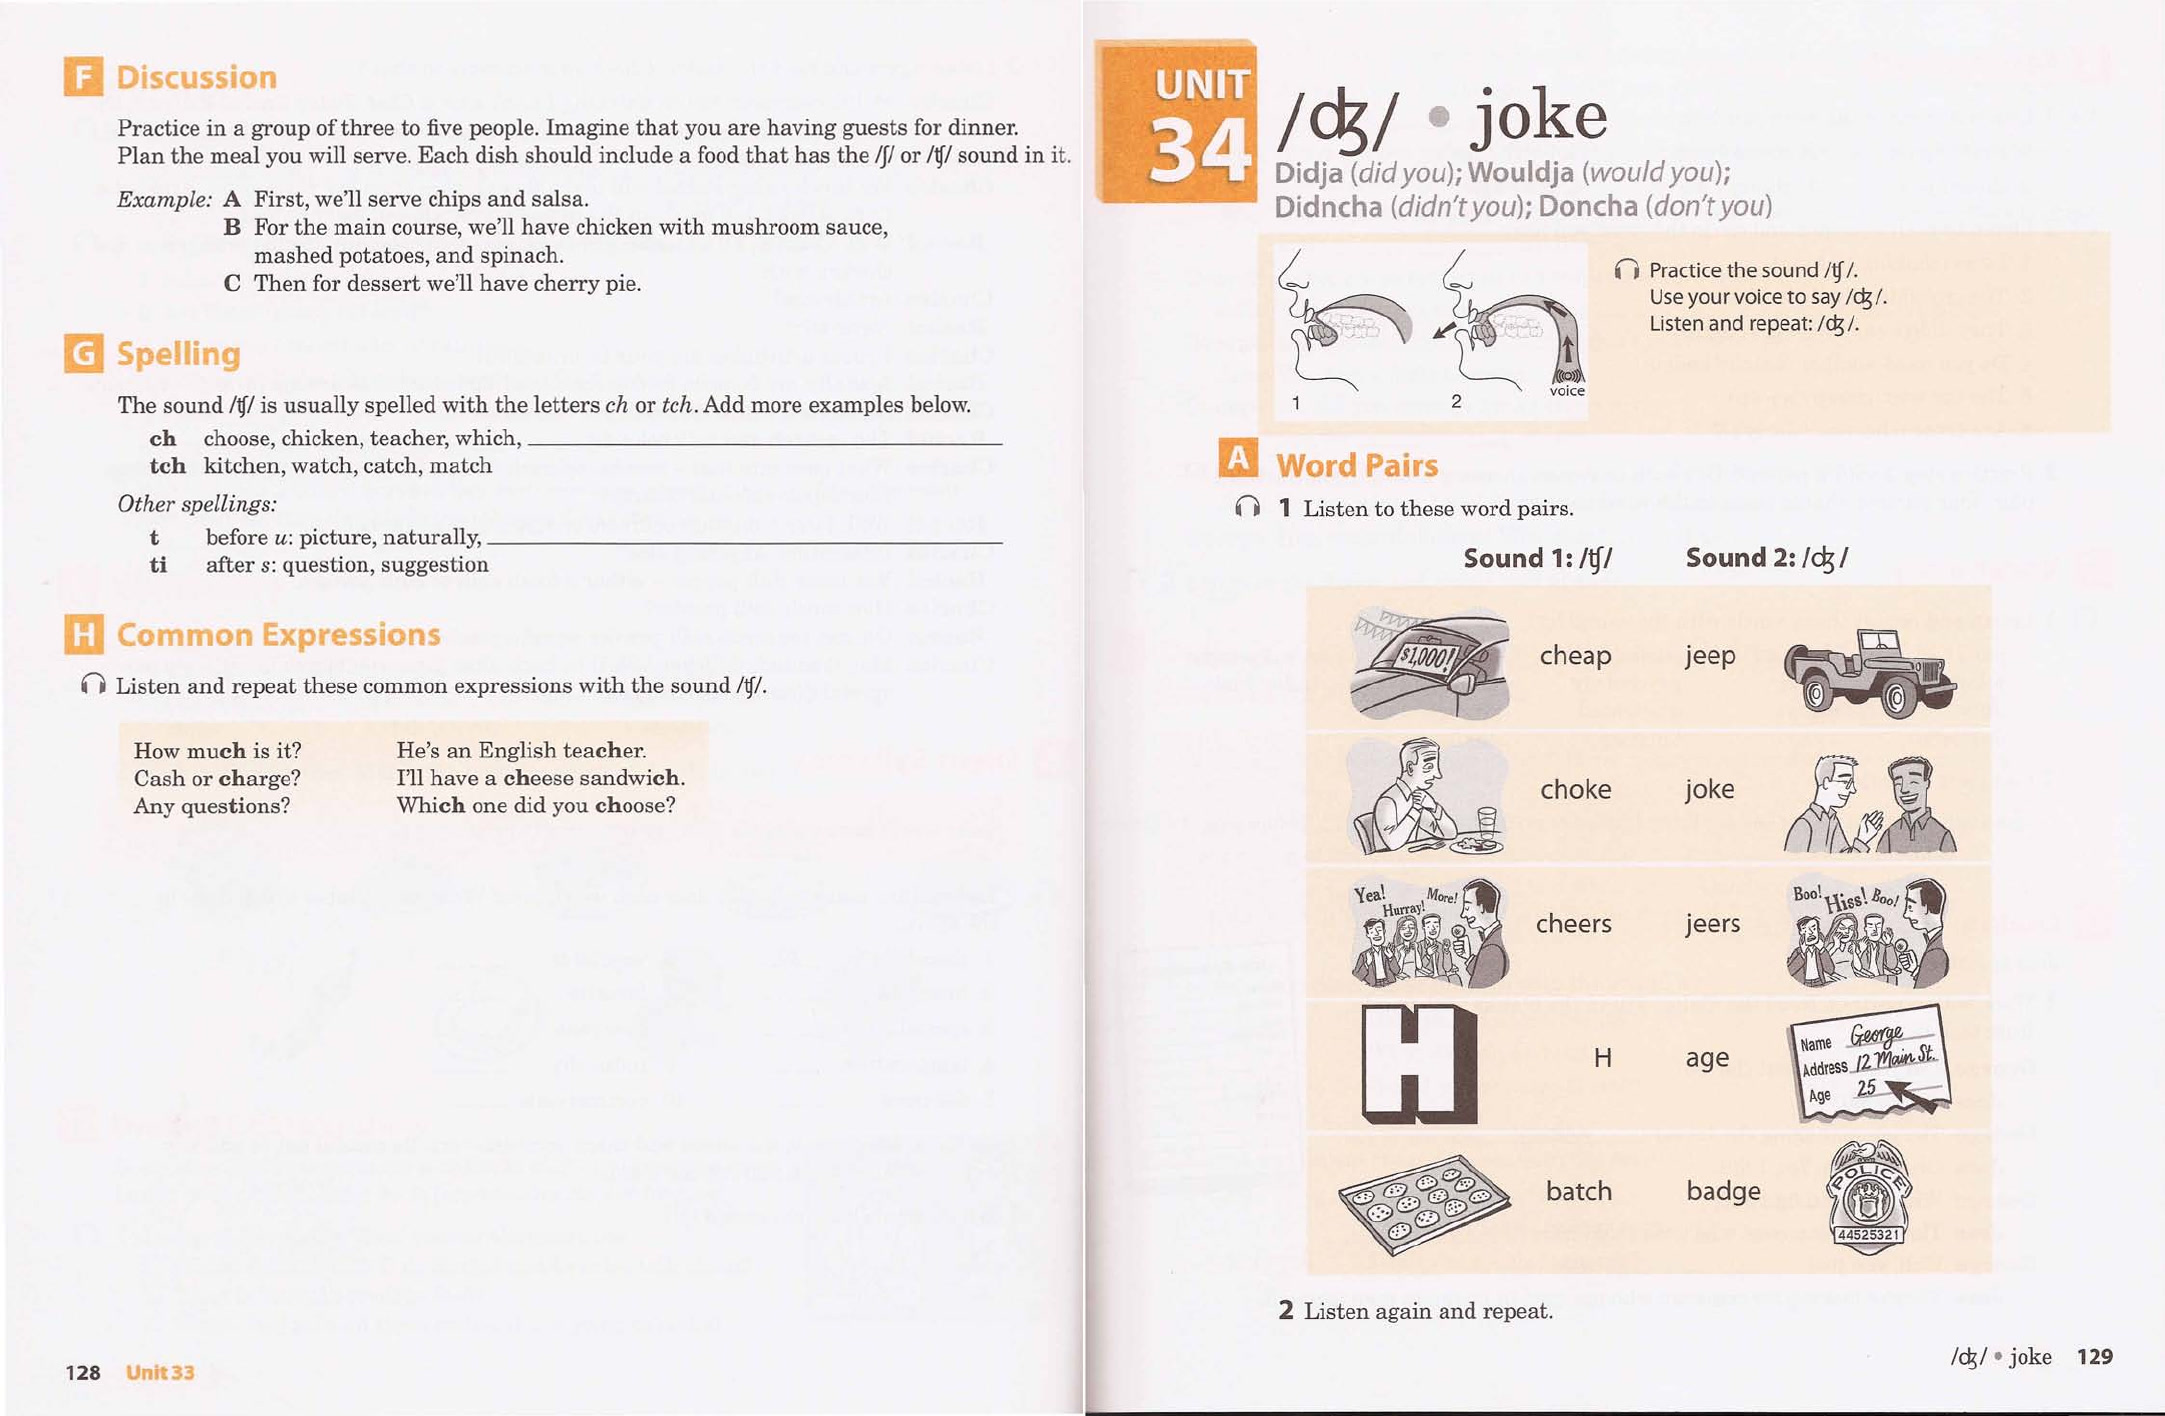 F Discussion
Practice in a group of three to five people. Imagine that you are having guests for dinner.
Plan the meal you will serve. Each dish should include a food that has the /ʃ/ or /tʃ/ sound in it.
Example: A First, we'll serve chips and salsa.
B For the main course, we'll have chicken with mushroom sauce,
mashed potatoes, and spinach.
C Then for dessert we'll have cherry pie.
G Spelling
The sound /tʃ/ is usually spelled with the letters ch or tch. Add more examples below.
ch choose, chicken, teacher, which,
tch kitchen, watch, catch, match
Other spellings:
t before u: picture, naturally,
ti after s: question, suggestion
H Common Expressions
Listen and repeat these common expressions with the sound /tʃ/.
How much is it? He's an English teacher.
Cash or charge? I'll have a cheese sandwich.
Any questions? Which one did you choose?
128 Unit 33
UNIT
34
/dʒ/ • joke
Didja (did you); Wouldja (would you);
Didncha (didn't you); Doncha (don't you)
Practice the sound /tʃ/.
Use your voice to say /dʒ/.
Listen and repeat: /dʒ/.
voice
1 2
A Word Pairs
1 Listen to these word pairs.
Sound 1: /tʃ/ Sound 2: /dʒ/
$1,000!
cheap jeep
choke joke
Yea! Hurray! More!
cheers jeers
Boo! Hiss! Boo!
H
H age
Name George
Address 12 Main St.
Age 25
batch badge
POLICE
44525321
2 Listen again and repeat.
/dʒ/ • joke 129